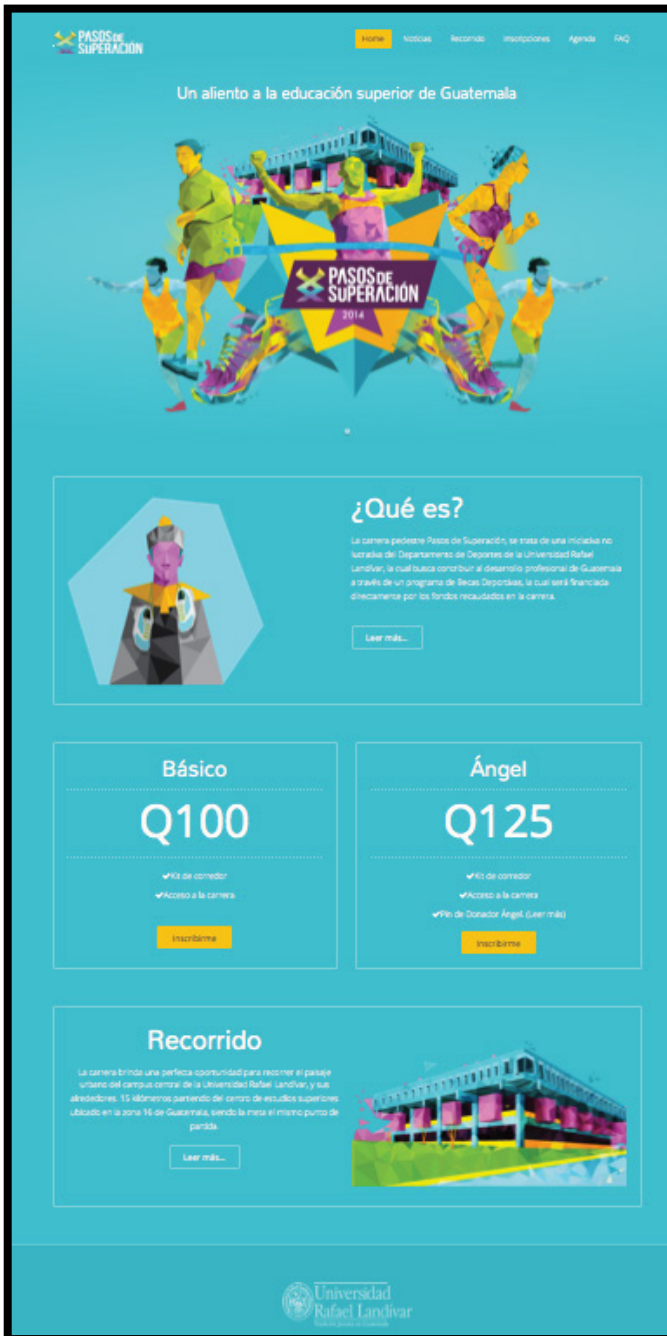 PASOS DE
SUPERACIÓN
Home Noticias Recorrido Inscripciones Agenda FAQ
Un aliento a la educación superior de Guatemala
PASOS DE
SUPERACIÓN
2014
¿Qué es?
La carrera pedestre Pasos de Superación, se trata de una iniciativa no
lucrativa del Departamento de Deportes de la Universidad Rafael
Landívar, la cual busca contribuir al desarrollo profesional de Guatemala
a través de un programa de Becas Deportivas, la cual será financiada
directamente por los fondos recaudados en la carrera.
Leer más...
Básico
Q100
✔Kit de corredor
✔Acceso a la carrera
Inscribirme
Ángel
Q125
✔Kit de corredor
✔Acceso a la carrera
✔Pin de Donador Ángel. (Leer más)
Inscribirme
Recorrido
La carrera brinda una perfecta oportunidad para recorrer el paisaje
urbano del campus central de la Universidad Rafael Landívar, y sus
alrededores. 15 kilómetros partiendo del centro de estudios superiores
ubicado en la zona 16 de Guatemala, siendo la meta el mismo punto de
partida.
Leer más...
Universidad
Rafael Landívar